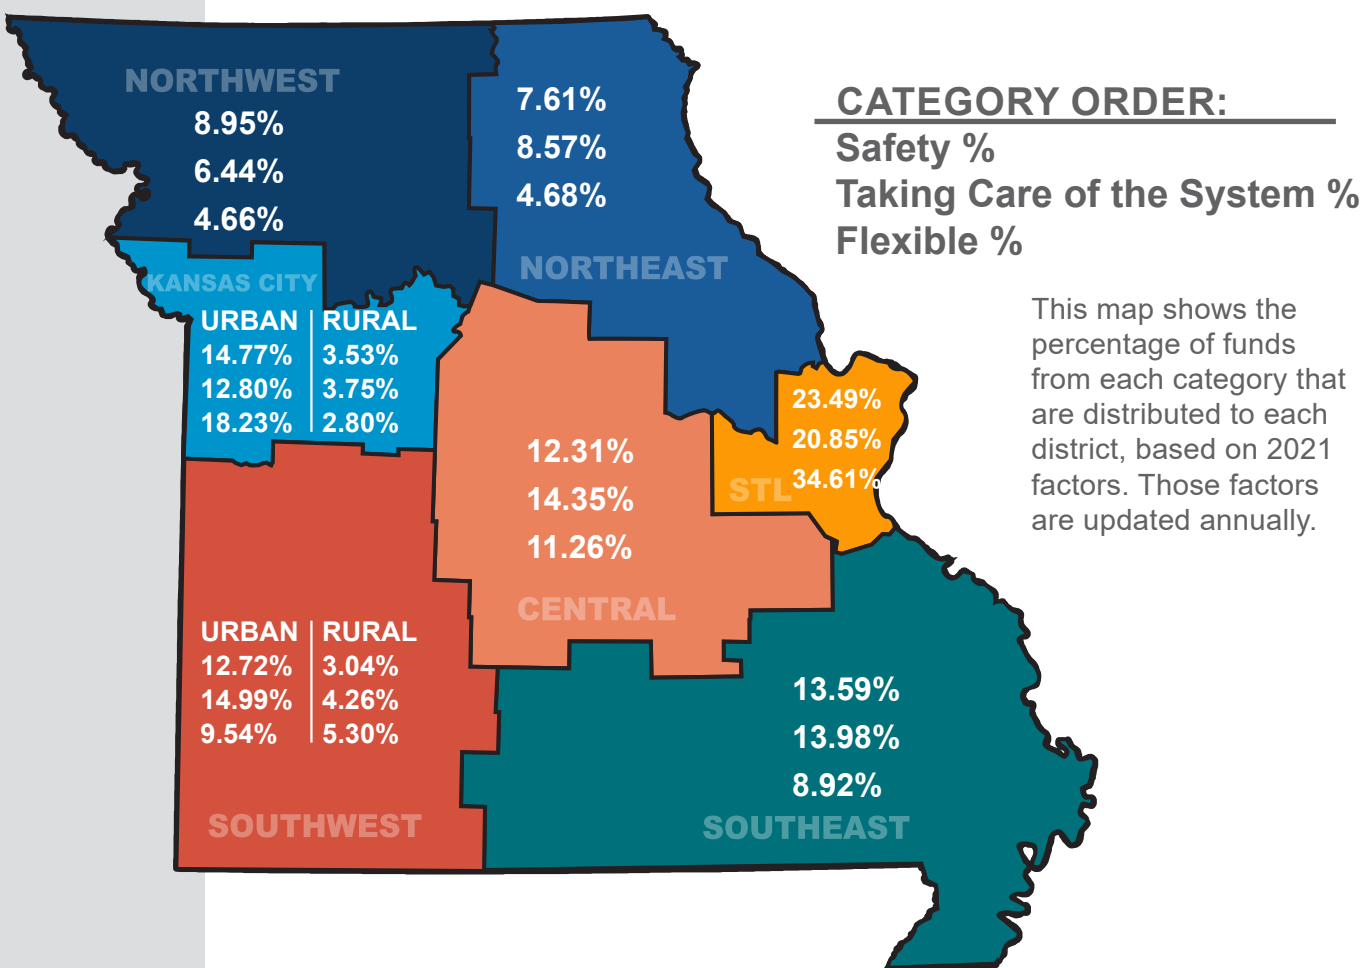 NORTHWEST
8.95%
6.44%
4.66%
7.61%
8.57%
4.68%
NORTHEAST
CATEGORY ORDER:
Safety %
Taking Care of the System %
Flexible %
This map shows the
percentage of funds
from each category that
are distributed to each
district, based on 2021
factors. Those factors
are updated annually.
KANSAS CITY
URBAN | RURAL
14.77% | 3.53%
12.80% | 3.75%
18.23% | 2.80%
23.49%
20.85%
34.61%
STL
12.31%
14.35%
11.26%
CENTRAL
URBAN | RURAL
12.72% | 3.04%
14.99% | 4.26%
9.54% | 5.30%
SOUTHWEST
13.59%
13.98%
8.92%
SOUTHEAST